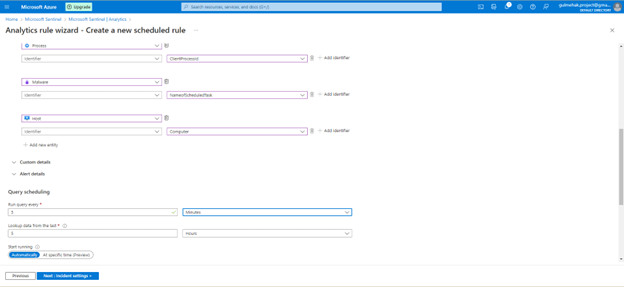 Microsoft Azure
Upgrade
Search resources, services, and docs (G+/)
gulmehak.project@gma...
DEFAULT DIRECTORY
Home > Microsoft Sentinel > Microsoft Sentinel | Analytics >
Analytics rule wizard - Create a new scheduled rule
Process
Identifier
ClientProcessId
+ Add identifier
Malware
Identifier
NameofScheduledTask
+ Add identifier
Host
Identifier
Computer
+ Add identifier
+ Add new entity
Custom details
Alert details
Query scheduling
Run query every *
Minutes
Lookup data from the last *
5
Hours
Start running
Automatically
At specific time (Preview)
Previous
Next : Incident settings >